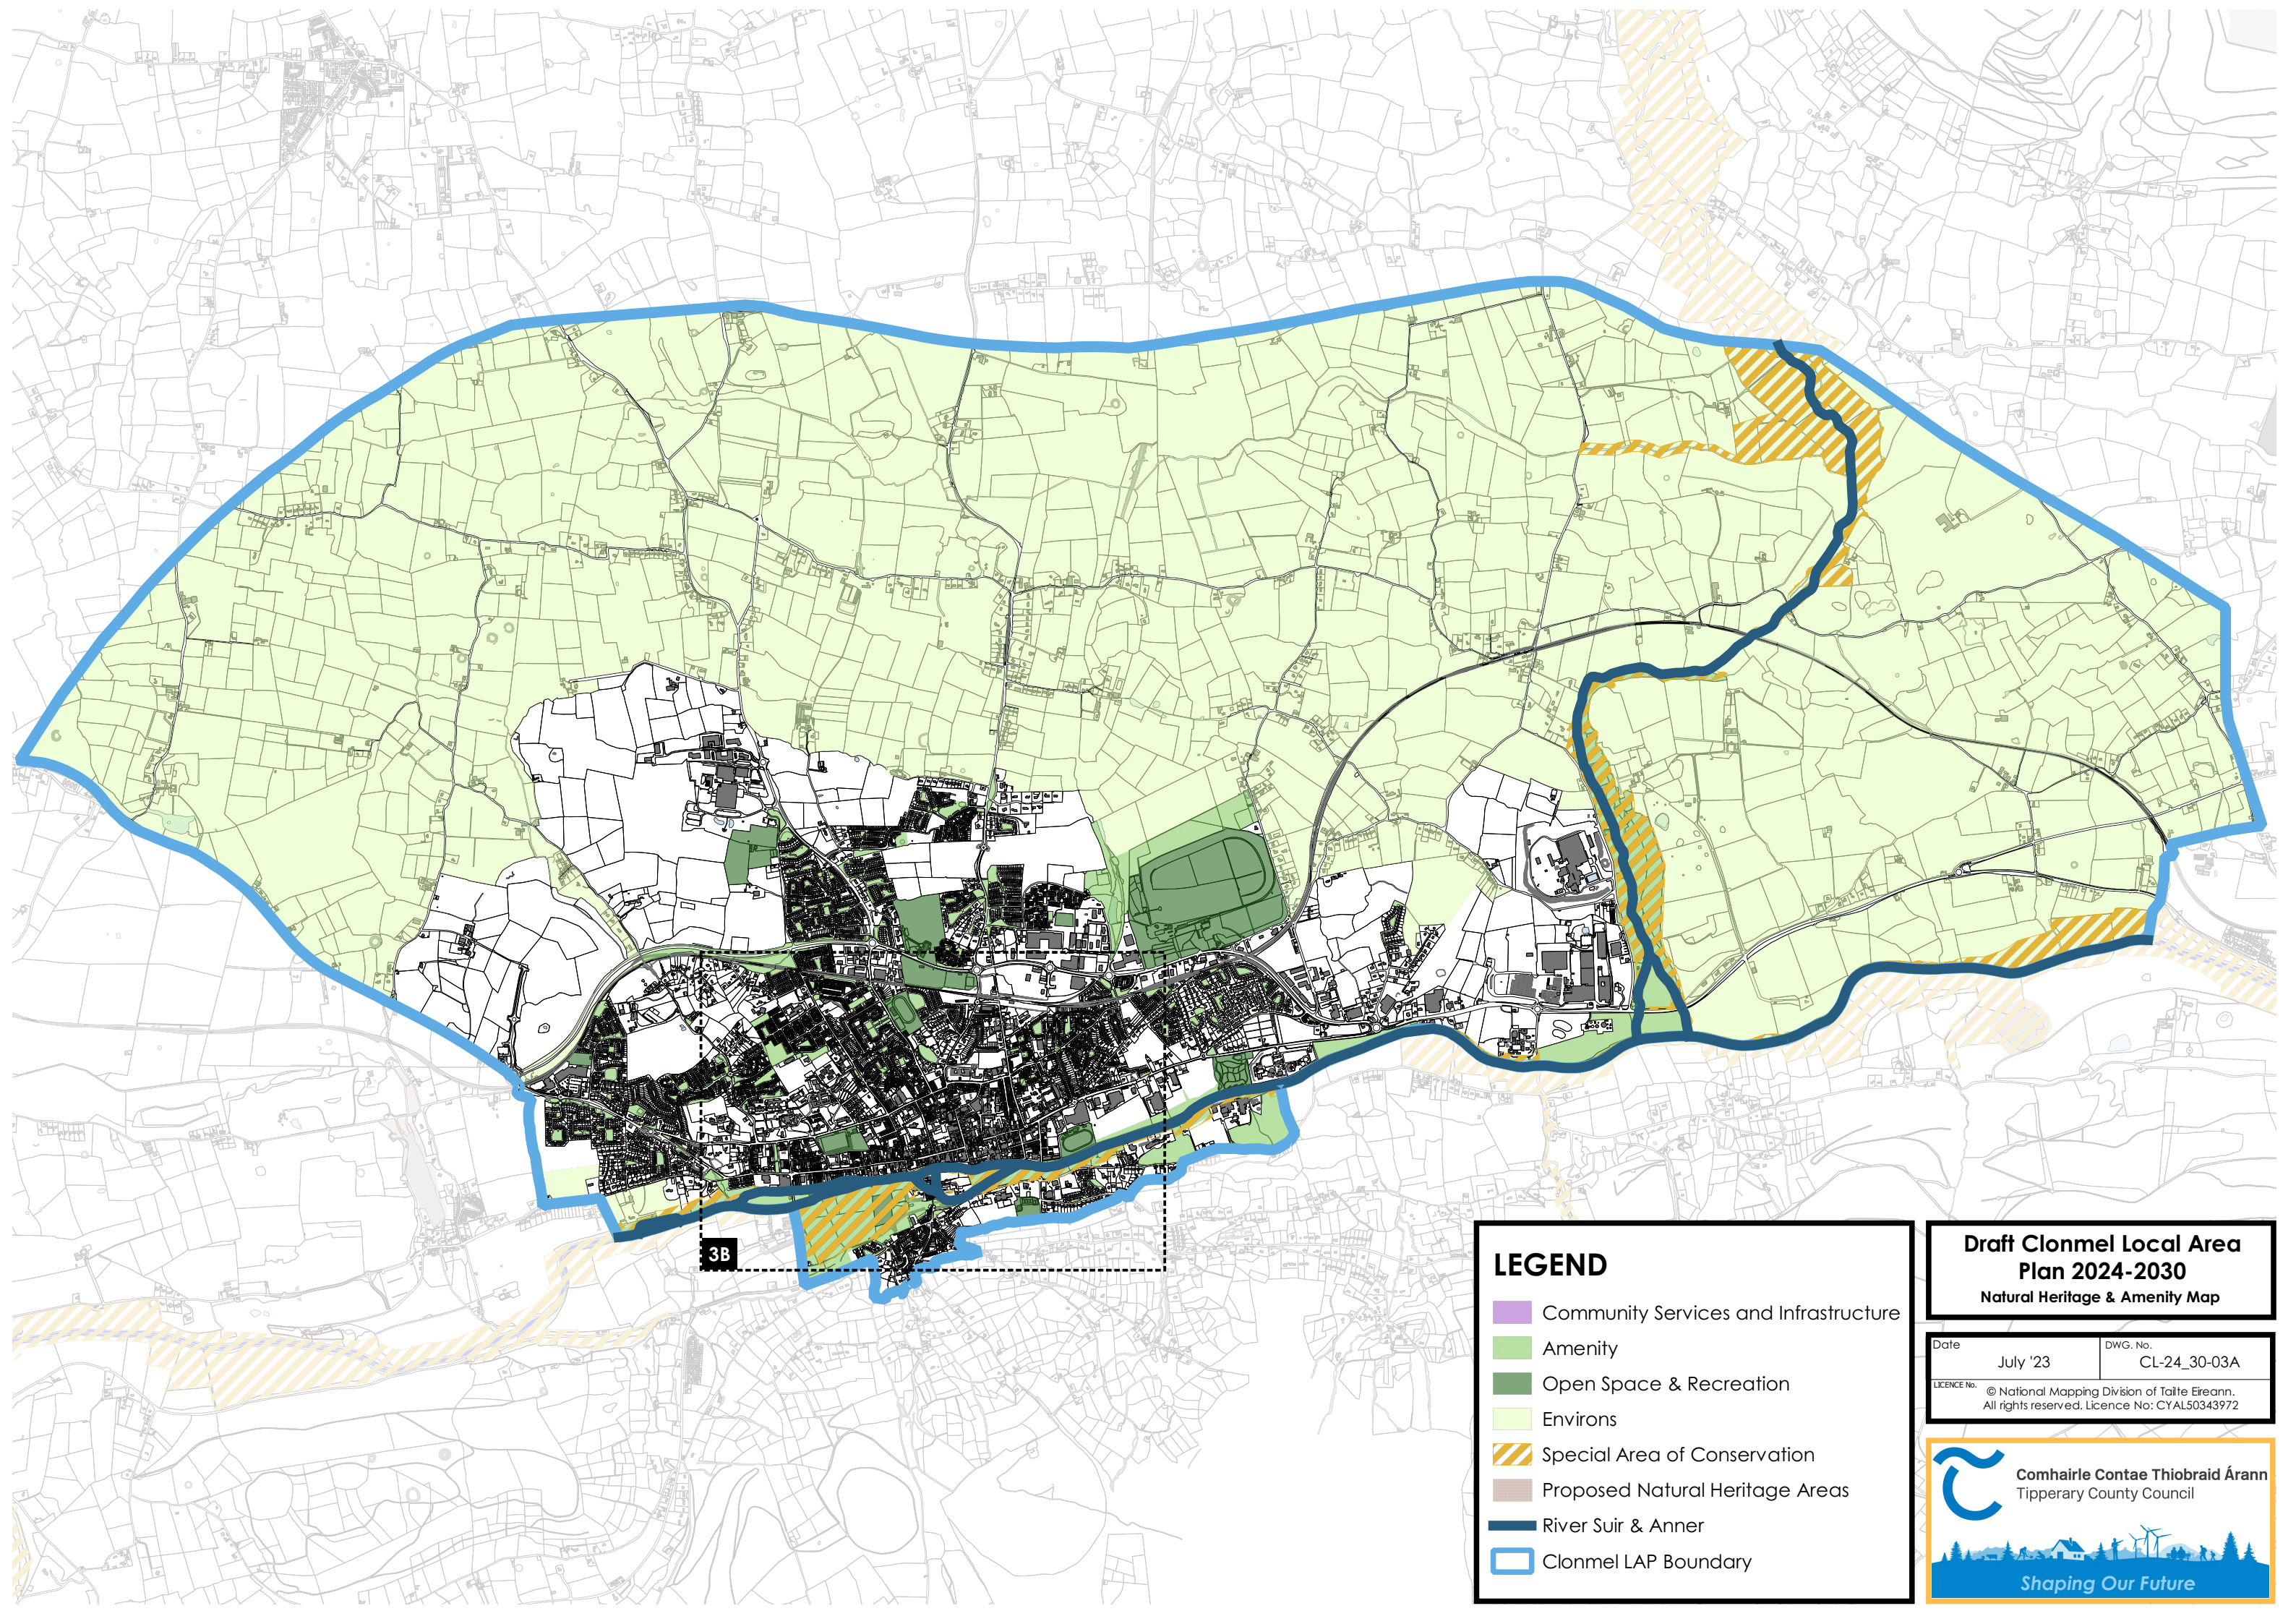 3B
LEGEND
Community Services and Infrastructure
Amenity
Open Space & Recreation
Environs
Special Area of Conservation
Proposed Natural Heritage Areas
River Suir & Anner
Clonmel LAP Boundary
Draft Clonmel Local Area
Plan 2024-2030
Natural Heritage & Amenity Map
Date
July '23
DWG. No.
CL-24_30-03A
LICENCE No.
© National Mapping Division of Tailte Eireann.
All rights reserved. Licence No: CYAL50343972
Comhairle Contae Thiobraid Árann
Tipperary County Council
Shaping Our Future